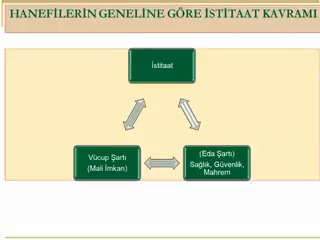 HANEFİLERİN GENELİNE GÖRE İSTİTAAT KAVRAMI
İstitaat
Vücup Şartı
(Mali İmkan)
(Eda Şartı)
Sağlık, Güvenlik,
Mahrem